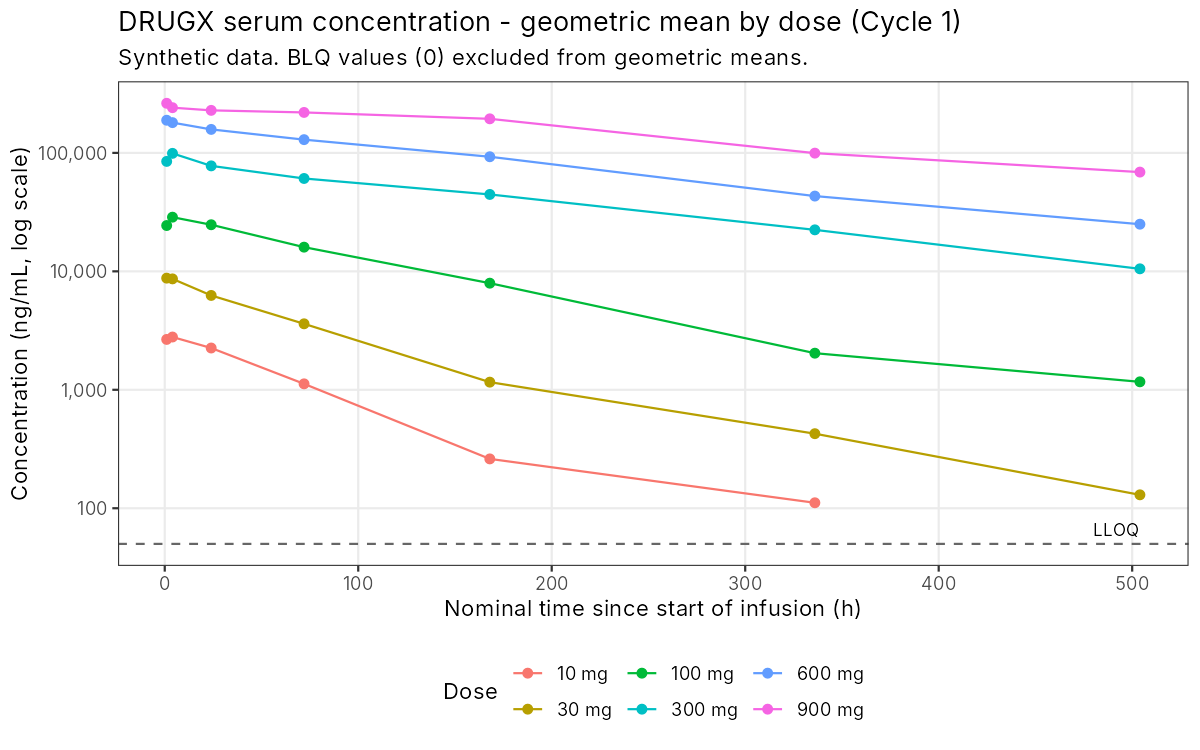 DRUGX serum concentration - geometric mean by dose (Cycle 1)
Synthetic data. BLQ values (0) excluded from geometric means.
Concentration (ng/mL, log scale)
100,000
10,000
1,000
100
LLOQ
0 100 200 300 400 500
Nominal time since start of infusion (h)
Dose
10 mg 100 mg 600 mg
30 mg 300 mg 900 mg